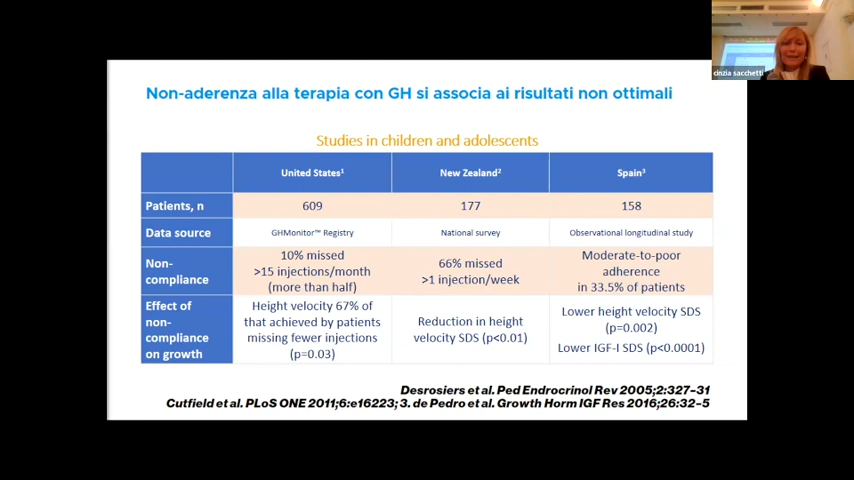 cinzia sacchetti
Non-aderenza alla terapia con GH si associa ai risultati non ottimali
Studies in children and adolescents
United States1
New Zealand2
Spain3
Patients, n
609
177
158
Data source
GHMonitor™ Registry
National survey
Observational longitudinal study
Non-
compliance
10% missed
>15 injections/month
(more than half)
66% missed
>1 injection/week
Moderate-to-poor
adherence
in 33.5% of patients
Effect of
non-
compliance
on growth
Height velocity 67% of
that achieved by patients
missing fewer injections
(p=0.03)
Reduction in height
velocity SDS (p<0.01)
Lower height velocity SDS
(p=0.002)
Lower IGF-I SDS (p<0.0001)
Desrosiers et al. Ped Endocrinol Rev 2005;2:327–31
Cutfield et al. PLoS ONE 2011;6:e16223; 3. de Pedro et al. Growth Horm IGF Res 2016;26:32–5